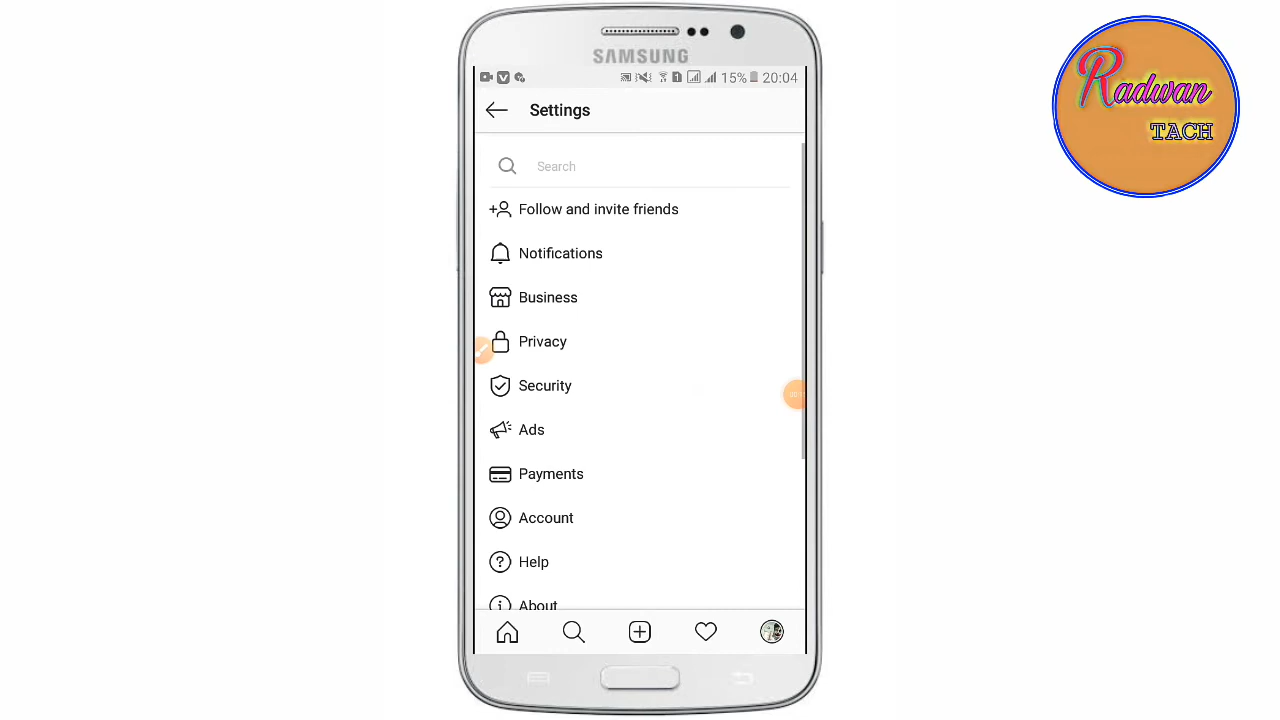 SAMSUNG
15% 20:04
Settings
Search
Follow and invite friends
Notifications
Business
Privacy
Security
Ads
Payments
Account
Help
About
Radwan
TACH